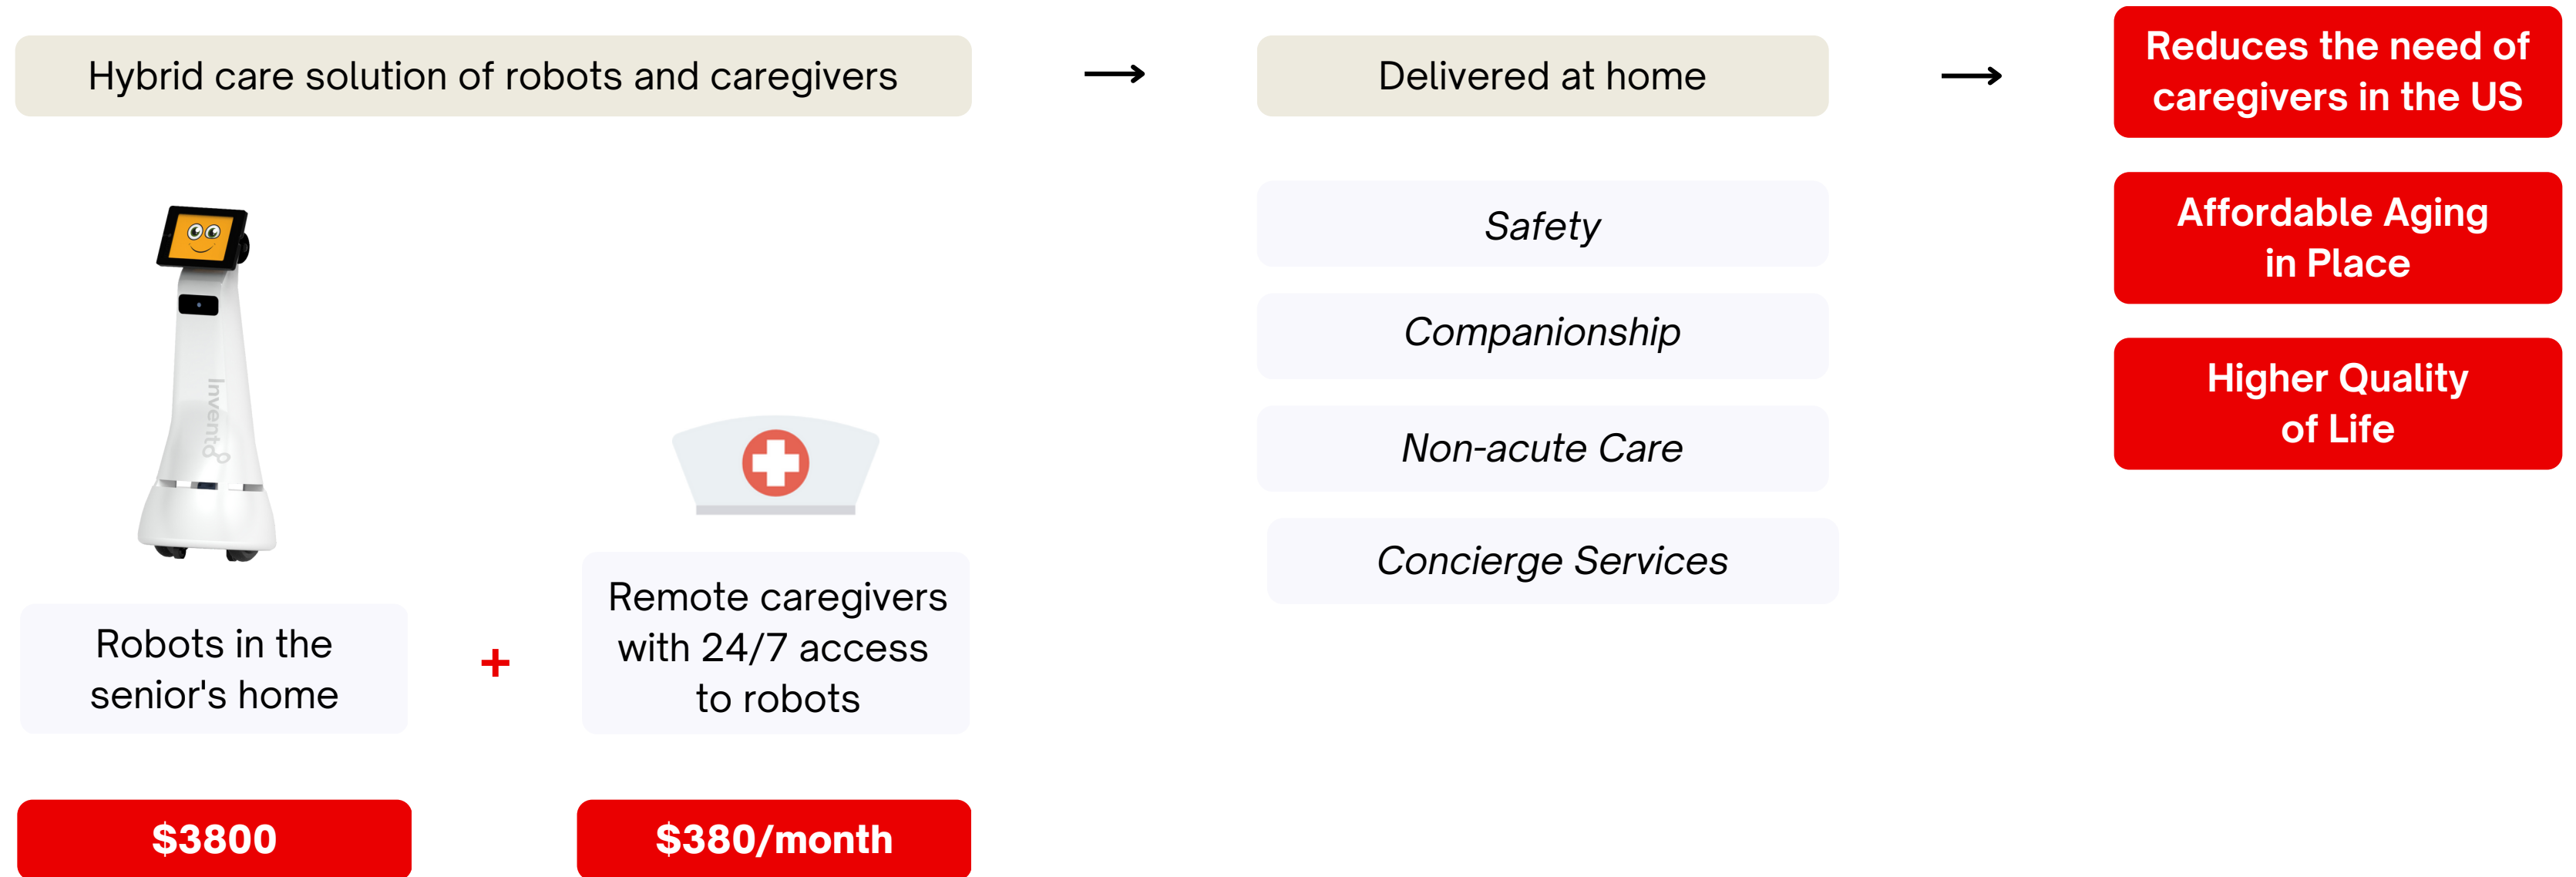 Hybrid care solution of robots and caregivers
Delivered at home
Reduces the need of
caregivers in the US
Safety
Affordable Aging
in Place
Companionship
Higher Quality
of Life
Invento
Non-acute Care
Concierge Services
Robots in the
senior's home
+
Remote caregivers
with 24/7 access
to robots
$3800
$380/month